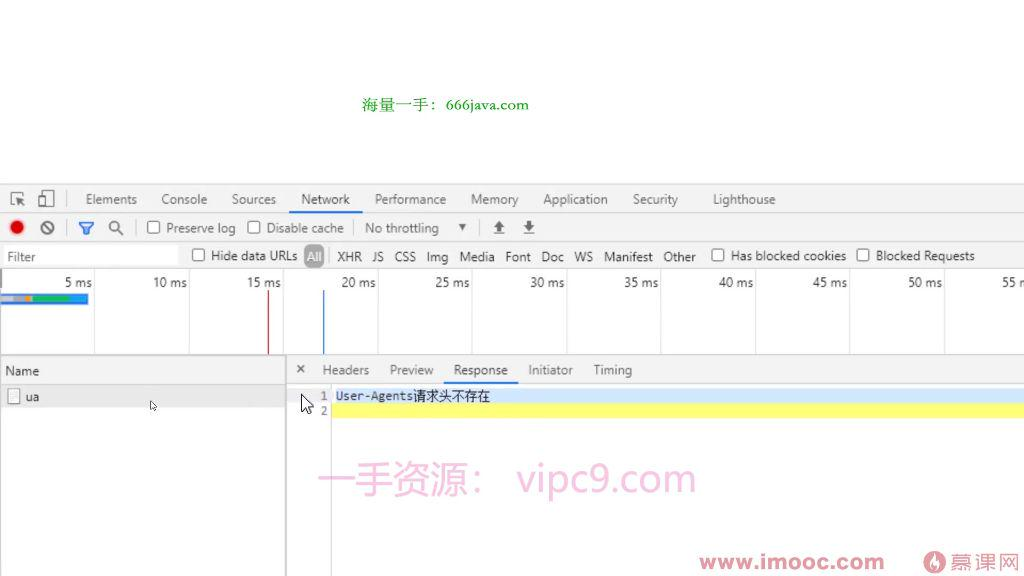 海量一手：666java.com
Elements Console Sources Network Performance Memory Application Security Lighthouse
Preserve log Disable cache No throttling
Filter Hide data URLs All XHR JS CSS Img Media Font Doc WS Manifest Other Has blocked cookies Blocked Requests
5 ms 10 ms 15 ms 20 ms 25 ms 30 ms 35 ms 40 ms 45 ms 50 ms 55 m
Name × Headers Preview Response Initiator Timing
ua 1 User-Agents请求头不存在
2
一手资源： vipc9.com
www.imooc.com 慕课网